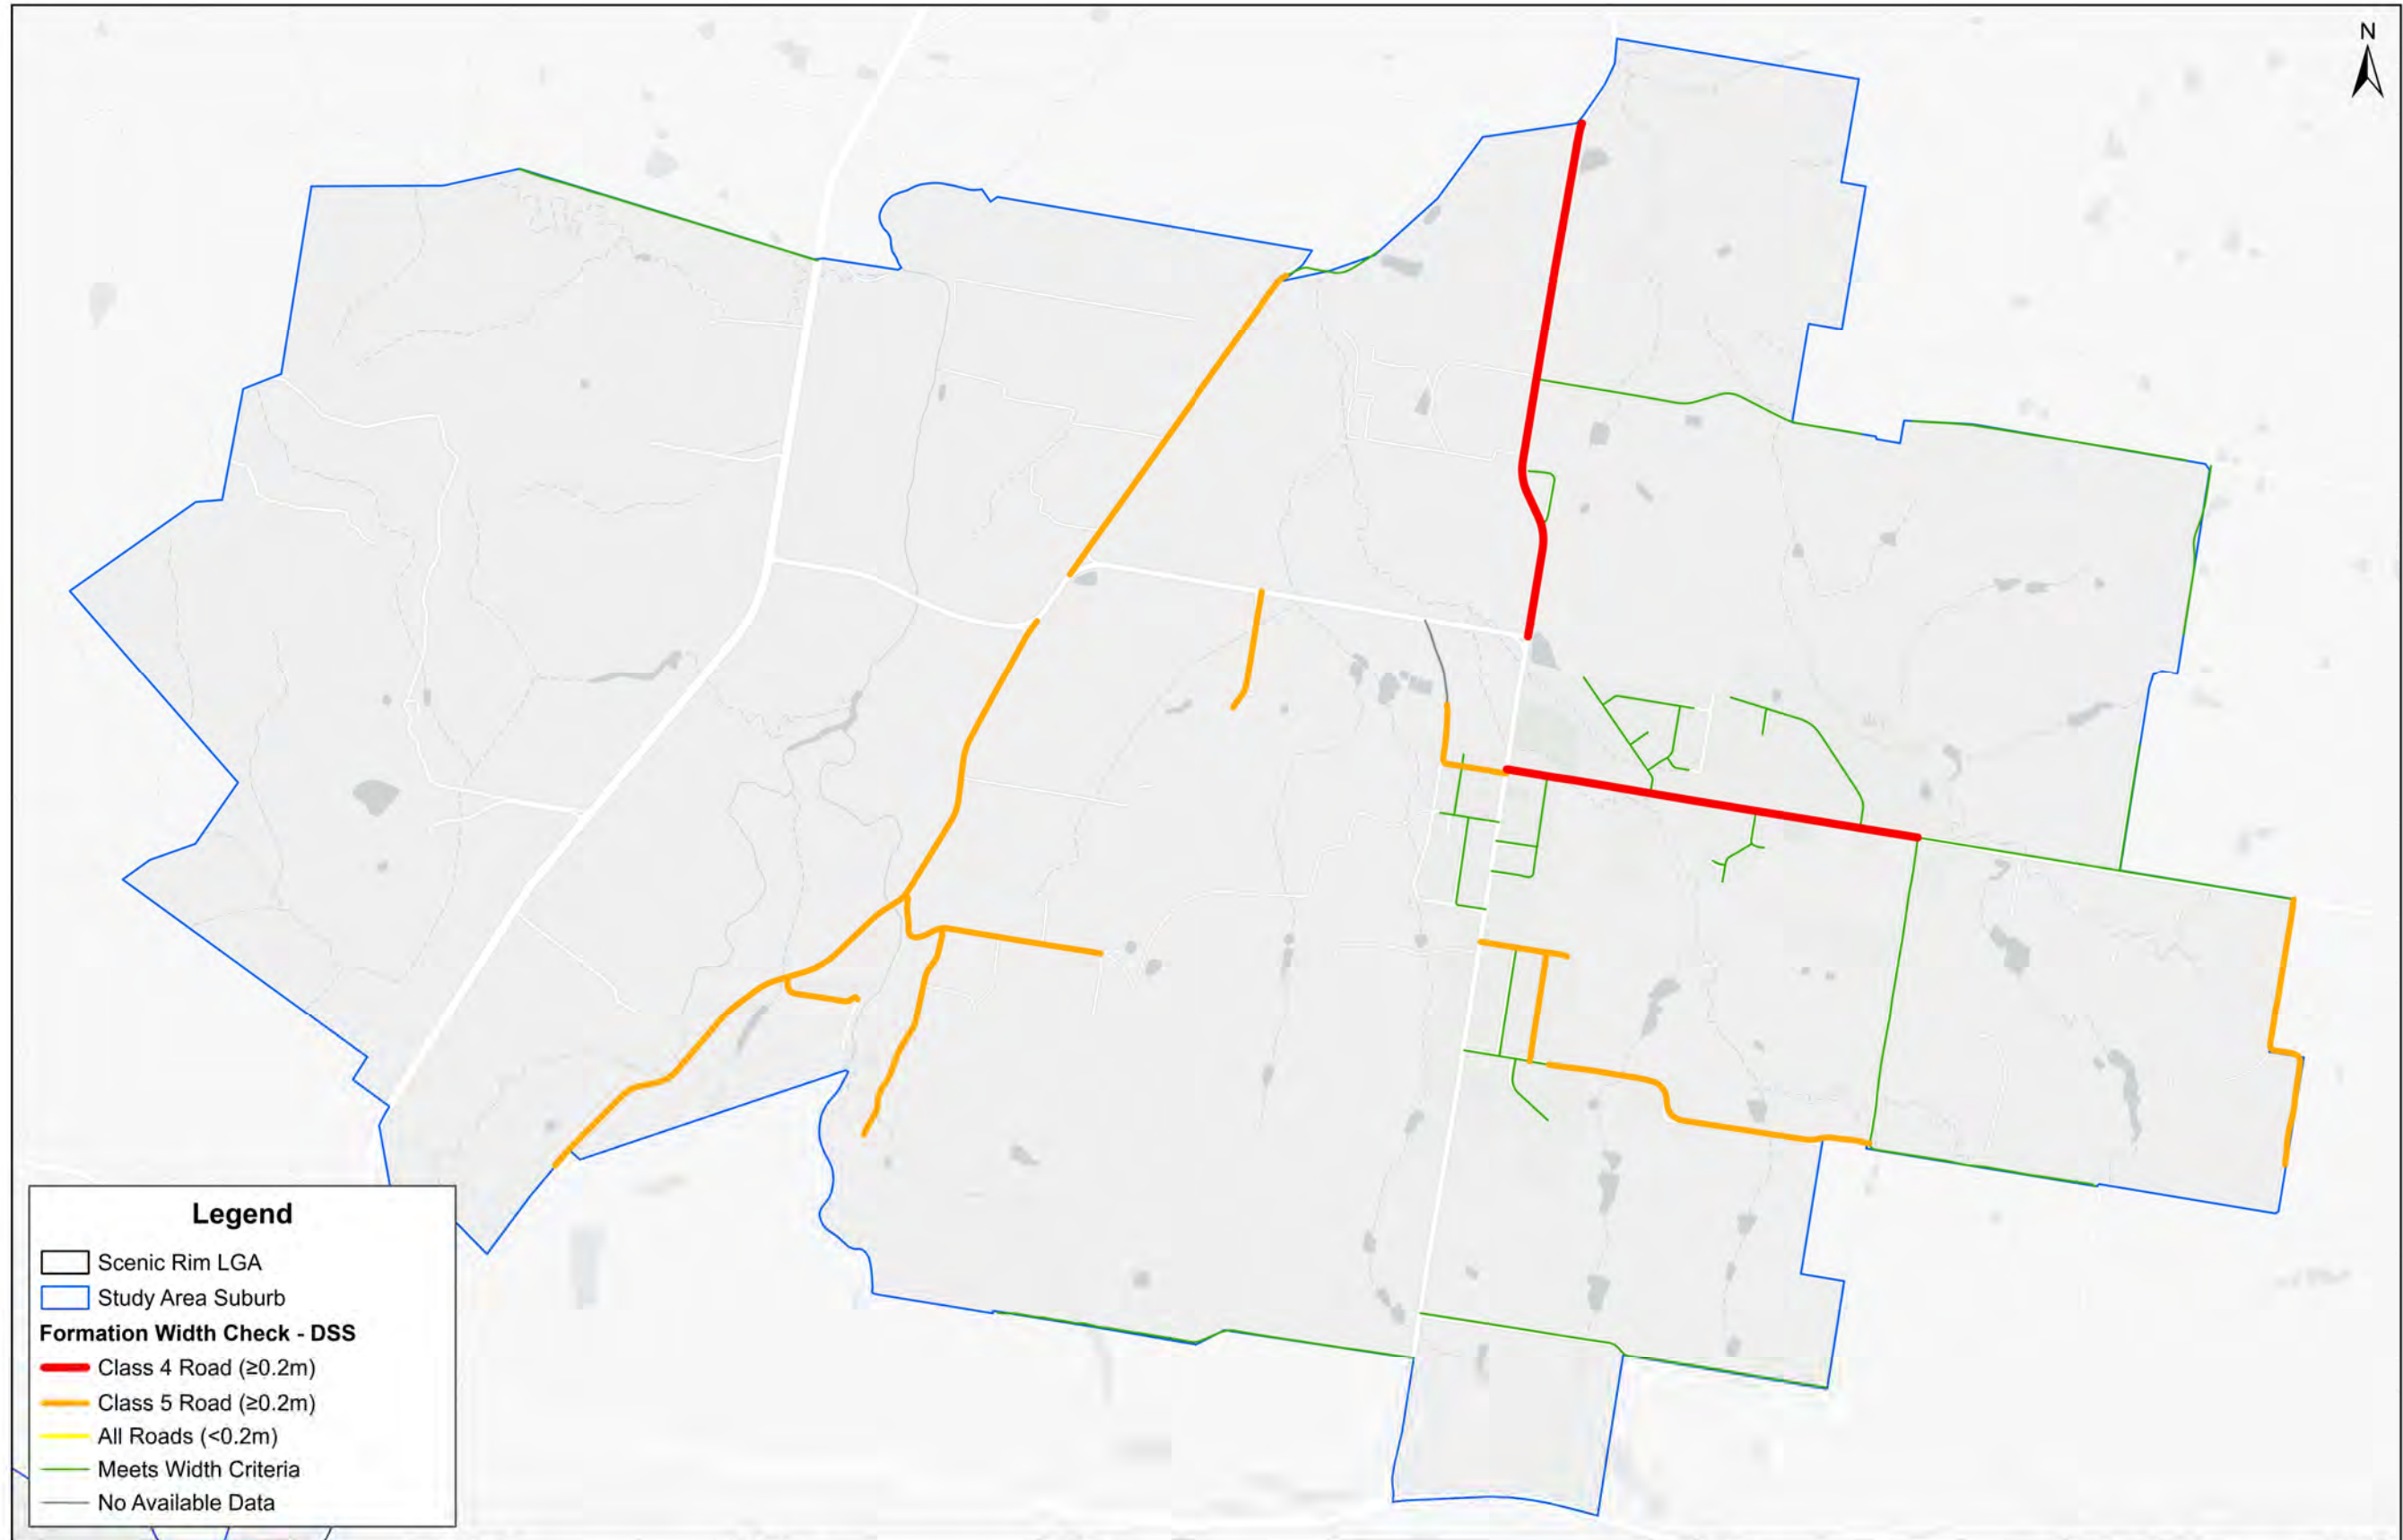 N
Legend
Scenic Rim LGA
Study Area Suburb
Formation Width Check - DSS
Class 4 Road (≥0.2m)
Class 5 Road (≥0.2m)
All Roads (<0.2m)
Meets Width Criteria
No Available Data